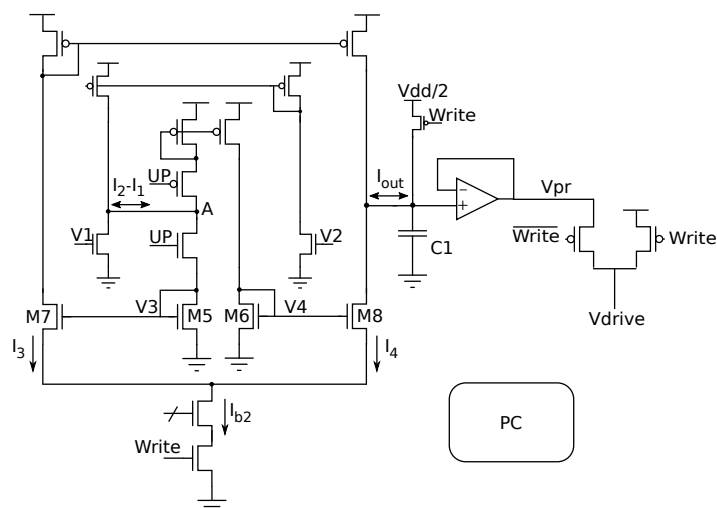 Vdd/2
Write
UP
I2-I1
A
Iout
Vpr
V1
UP
V2
C1
Write
Write
M7
V3
M5
M6
V4
M8
Vdrive
I3
I4
Ib2
Write
PC